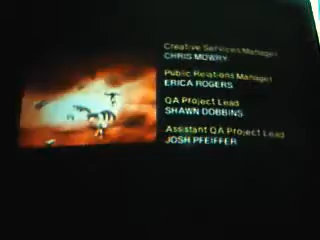 Creative Services Manager
CHRIS MOWRY
Public Relations Manager
ERICA ROGERS
QA Project Lead
SHAWN DOBBINS
Assistant QA Project Lead
JOSH PFEIFFER